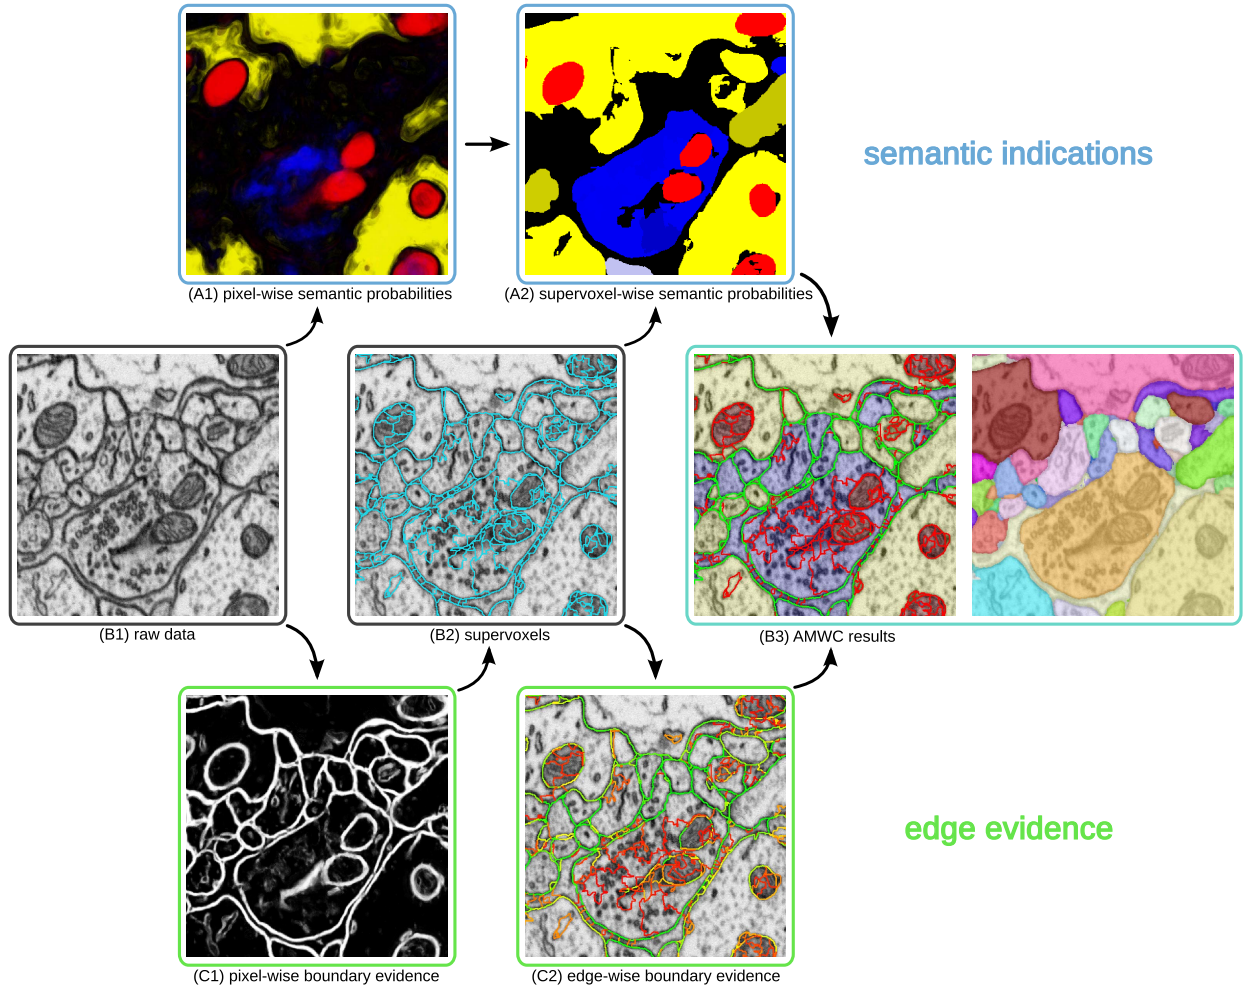 semantic indications
(A1) pixel-wise semantic probabilities
(A2) supervoxel-wise semantic probabilities
(B1) raw data
(B2) supervoxels
(B3) AMWC results
edge evidence
(C1) pixel-wise boundary evidence
(C2) edge-wise boundary evidence